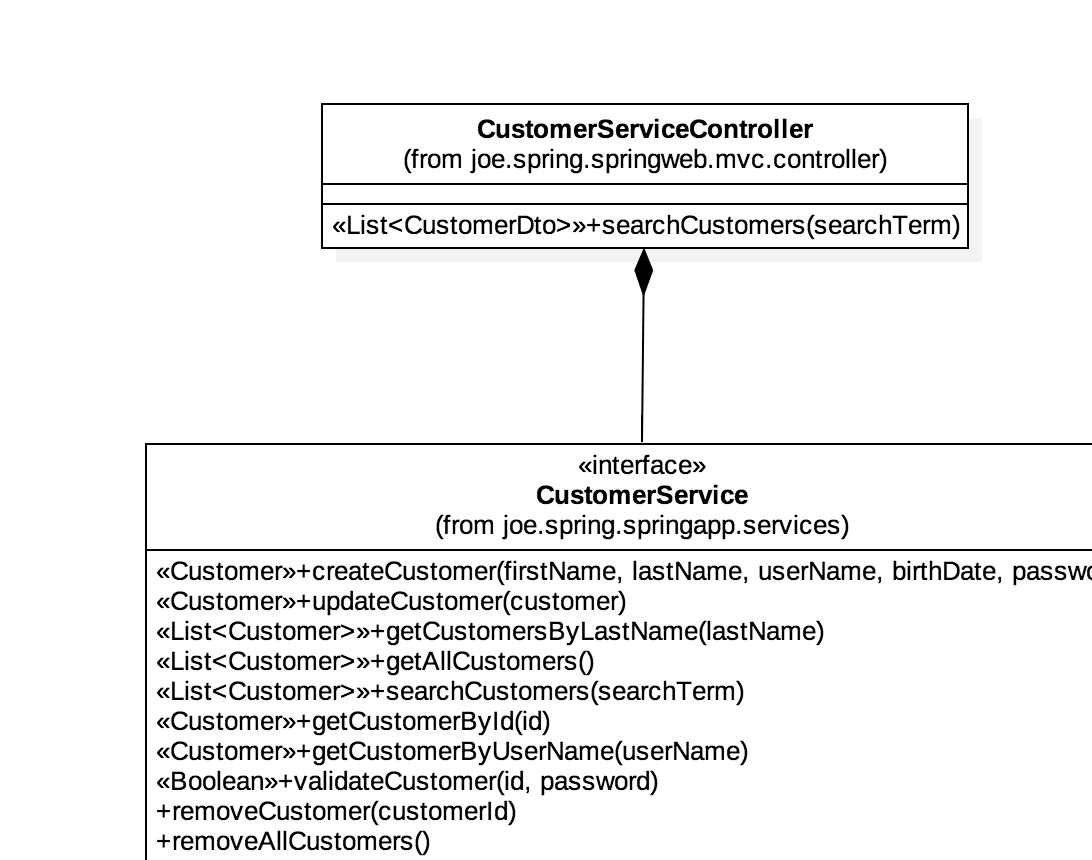 CustomerServiceController
(from joe.spring.springweb.mvc.controller)
«List<CustomerDto>»+searchCustomers(searchTerm)
«interface»
CustomerService
(from joe.spring.springapp.services)
«Customer»+createCustomer(firstName, lastName, userName, birthDate,
«Customer»+updateCustomer(customer)
«List<Customer>»+getCustomersByLastName(lastName)
«List<Customer>»+getAllCustomers()
«List<Customer>»+searchCustomers(searchTerm)
«Customer»+getCustomerById(id)
«Customer»+getCustomerByUserName(userName)
«Boolean»+validateCustomer(id, password)
+removeCustomer(customerId)
+removeAllCustomers()